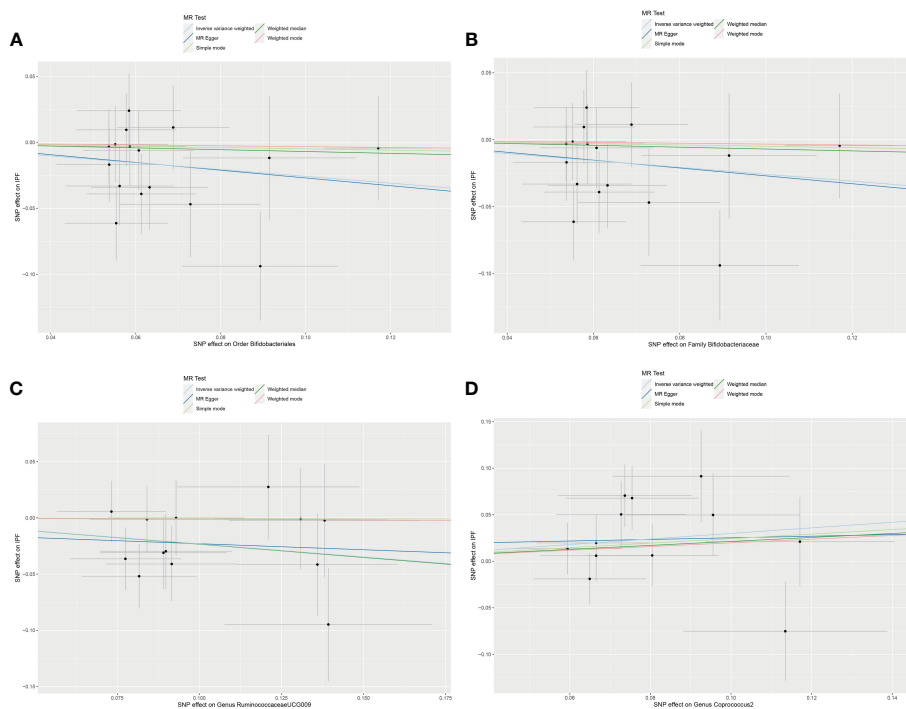 A
MR Test
Inverse variance weighted
Weighted median
MR Egger
Weighted mode
Simple mode
SNP effect on IPF
0.05
0.00
−0.05
−0.10
0.04
0.06
0.08
0.10
0.12
SNP effect on Order Bifidobacteriales
B
MR Test
Inverse variance weighted
Weighted median
MR Egger
Weighted mode
Simple mode
SNP effect on IPF
0.05
0.00
−0.05
−0.10
0.04
0.06
0.08
0.10
0.12
SNP effect on Family Bifidobacteriaceae
C
MR Test
Inverse variance weighted
Weighted median
MR Egger
Weighted mode
Simple mode
SNP effect on IPF
0.05
0.00
−0.05
−0.10
−0.15
0.075
0.100
0.125
0.150
0.175
SNP effect on Genus RuminococcaceaeUCG009
D
MR Test
Inverse variance weighted
Weighted median
MR Egger
Weighted mode
Simple mode
SNP effect on IPF
0.15
0.10
0.05
0.00
−0.05
−0.10
0.06
0.08
0.10
0.12
0.14
SNP effect on Genus Coprococcus2